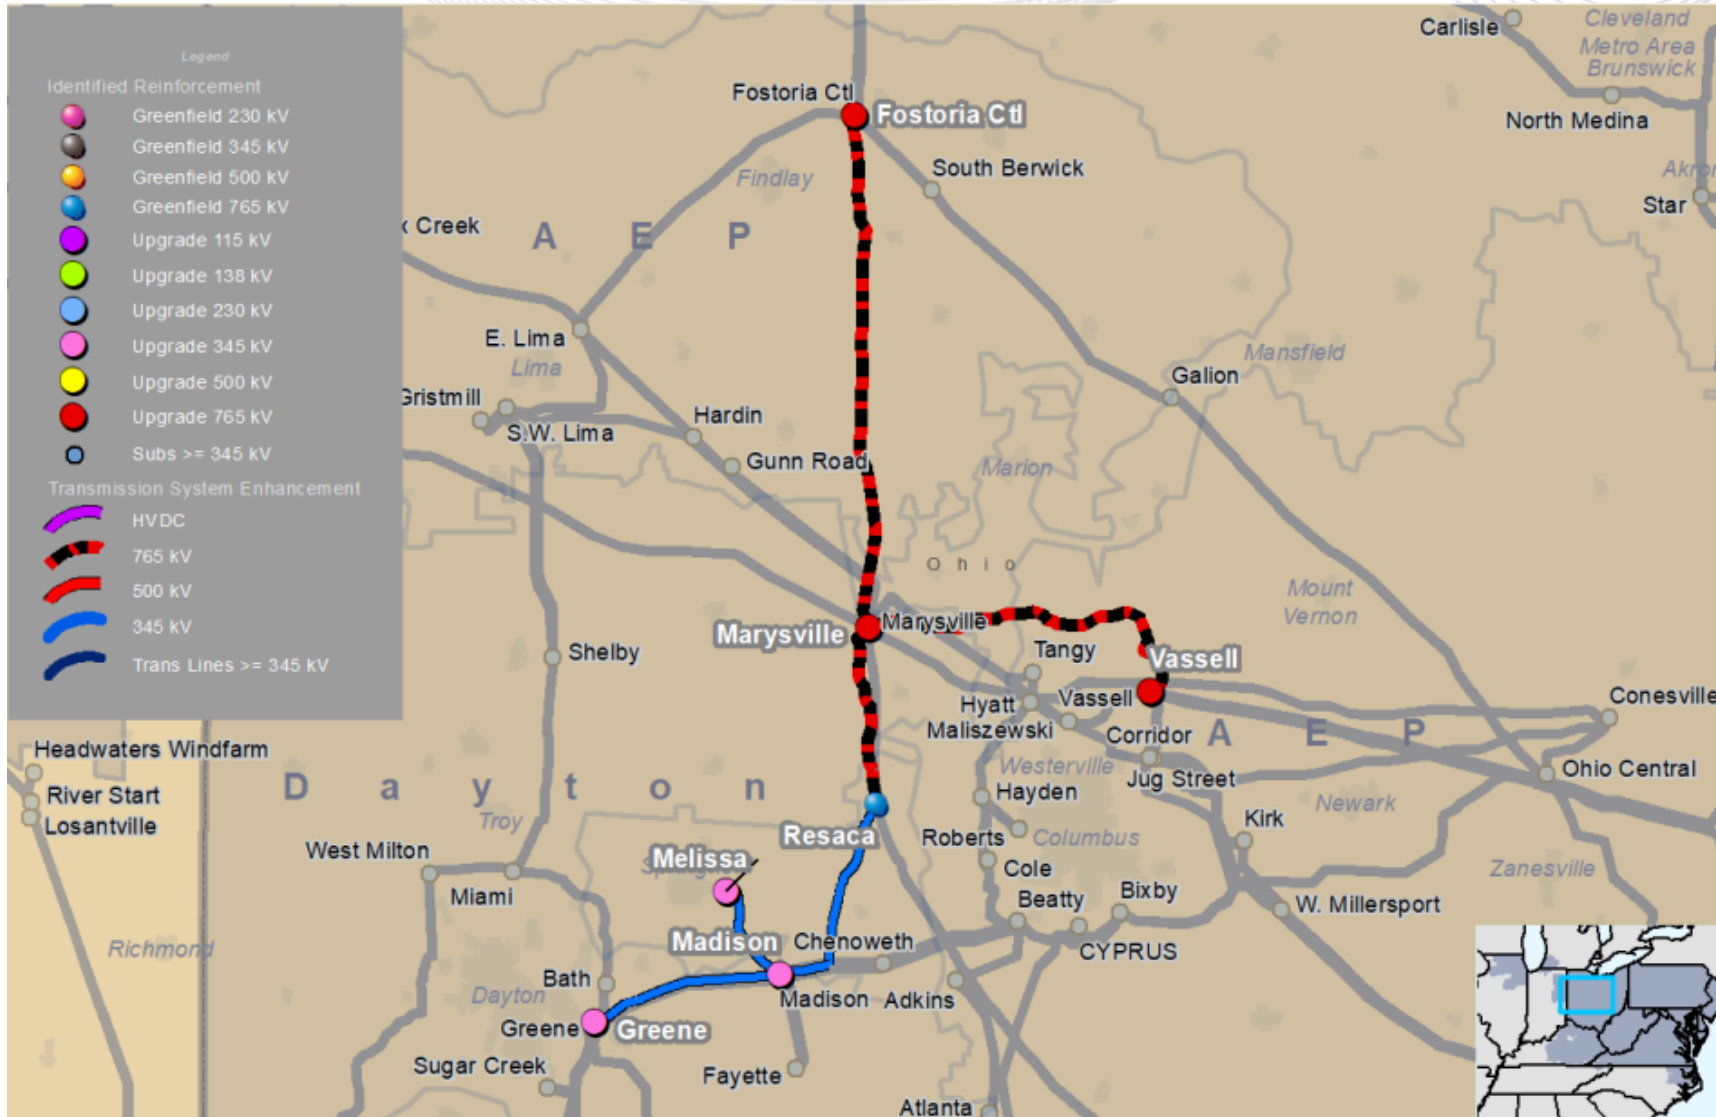 Legend
Identified Reinforcement
Greenfield 230 kV
Greenfield 345 kV
Greenfield 500 kV
Greenfield 765 kV
Upgrade 115 kV
Upgrade 138 kV
Upgrade 230 kV
Upgrade 345 kV
Upgrade 500 kV
Upgrade 765 kV
Subs >= 345 kV
Transmission System Enhancement
HVDC
765 kV
500 kV
345 kV
Trans Lines >= 345 kV
Carlisle
Cleveland
Metro Area
Brunswick
North Medina
Akron
Star
Fostoria Ctl
Fostoria Ctl
South Berwick
Findlay
x Creek
A E P
E. Lima
Lima
Gristmill
S.W. Lima
Hardin
Gunn Road
Mansfield
Galion
Marion
Ohio
Mount
Vernon
Marysville
Marysville
Shelby
Tangy
Vassell
Vassell
Hyatt
Maliszewski
Conesville
Corridor
A E P
Westerville
Jug Street
Ohio Central
Headwaters Windfarm
River Start
Losantville
Dayton
Hayden
Newark
Troy
Resaca
Roberts
Columbus
Kirk
West Milton
Melissa
Cole
Zanesville
Miami
Beatty
Bixby
W. Millersport
Richmond
Madison
Chenoweth
CYPRUS
Bath
Dayton
Madison
Adkins
Greene
Greene
Sugar Creek
Fayette
Atlanta